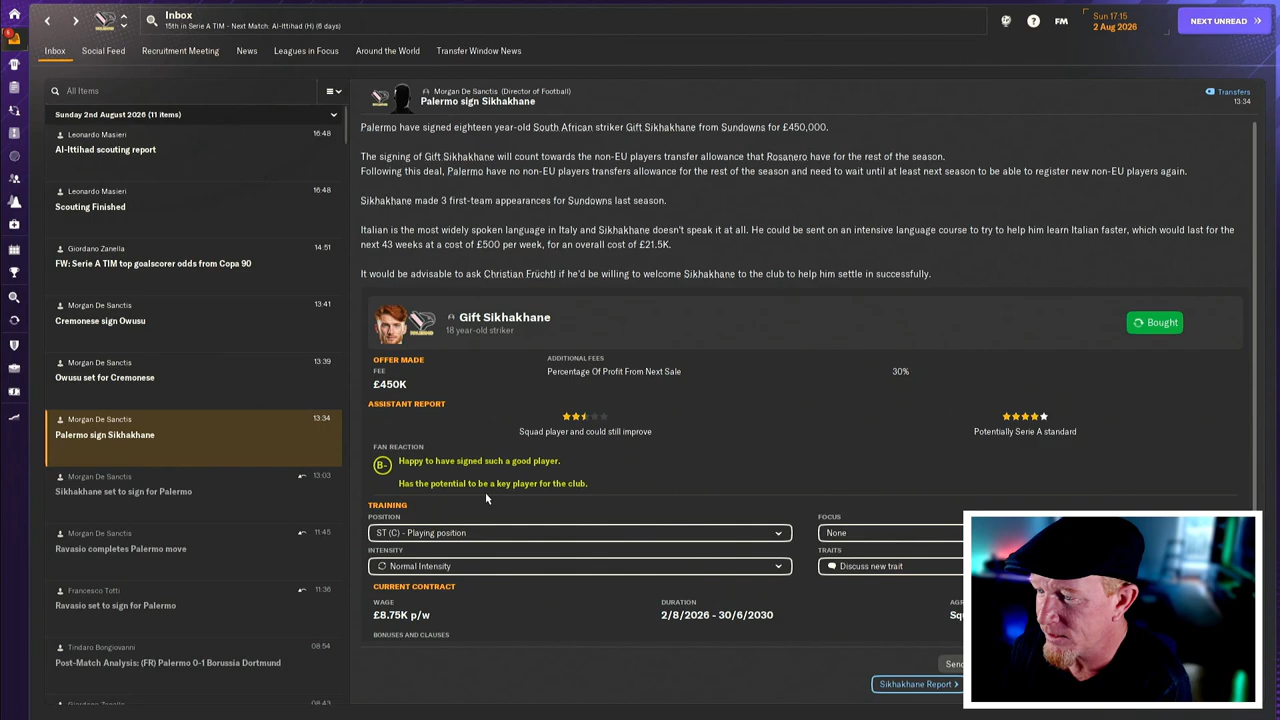 Inbox
15th in Serie A TIM - Next Match: Al-Ittihad (H) (6 days)
FM
Sun 17:15
2 Aug 2026
NEXT UNREAD
Inbox
Social Feed
Recruitment Meeting
News
Leagues in Focus
Around the World
Transfer Window News
All Items
Sunday 2nd August 2026 (11 items)
Leonardo Masieri
16:48
Al-Ittihad scouting report
Leonardo Masieri
16:48
Scouting Finished
Giordano Zanella
14:51
FW: Serie A TIM top goalscorer odds from Copa 90
Morgan De Sanctis
13:41
Cremonese sign Owusu
Morgan De Sanctis
13:39
Owusu set for Cremonese
Morgan De Sanctis
13:34
Palermo sign Sikhakhane
Morgan De Sanctis
13:03
Sikhakhane set to sign for Palermo
Morgan De Sanctis
11:45
Ravasio completes Palermo move
Francesco Totti
11:36
Ravasio set to sign for Palermo
Tindaro Bongiovanni
08:54
Post-Match Analysis: (FR) Palermo 0-1 Borussia Dortmund
08:43
Morgan De Sanctis (Director of Football)
Palermo sign Sikhakhane
Transfers
13:34
Palermo have signed eighteen year-old South African striker Gift Sikhakhane from Sundowns for £450,000.
The signing of Gift Sikhakhane will count towards the non-EU players transfer allowance that Rosanero have for the rest of the season.
Following this deal, Palermo have no non-EU players transfers allowance for the rest of the season and need to wait until at least next season to be able to register new non-EU players again.
Sikhakhane made 3 first-team appearances for Sundowns last season.
Italian is the most widely spoken language in Italy and Sikhakhane doesn't speak it at all. He could be sent on an intensive language course to try to help him learn Italian faster, which would last for the
next 43 weeks at a cost of £500 per week, for an overall cost of £21.5K.
It would be advisable to ask Christian Früchtl if he'd be willing to welcome Sikhakhane to the club to help him settle in successfully.
Gift Sikhakhane
18 year-old striker
Bought
OFFER MADE
FEE
£450K
ADDITIONAL FEES
Percentage Of Profit From Next Sale
30%
ASSISTANT REPORT
Squad player and could still improve
Potentially Serie A standard
FAN REACTION
B-
Happy to have signed such a good player.
Has the potential to be a key player for the club.
TRAINING
POSITION
FOCUS
ST (C) - Playing position
None
INTENSITY
TRAITS
Normal Intensity
Discuss new trait
CURRENT CONTRACT
WAGE
£8.75K p/w
DURATION
2/8/2026 - 30/6/2030
BONUSES AND CLAUSES
Sikhakhane Report >